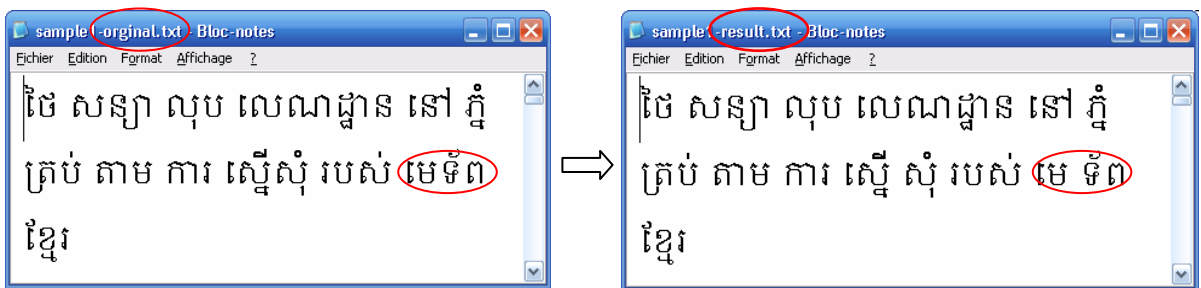 sample1-orginal.txt - Bloc-notes
Fichier Edition Format Affichage ?
ថៃ សន្យា លុប លេណដ្ឋាន នៅ ភ្នំ
ត្រប់ តាម ការ ស្នើសុំ របស់ មេទ័ព
ខ្មែរ
sample1-result.txt - Bloc-notes
Fichier Edition Format Affichage ?
ថៃ សន្យា លុប លេណដ្ឋាន នៅ ភ្នំ
ត្រប់ តាម ការ ស្នើ សុំ របស់ មេ ទ័ព
ខ្មែរ